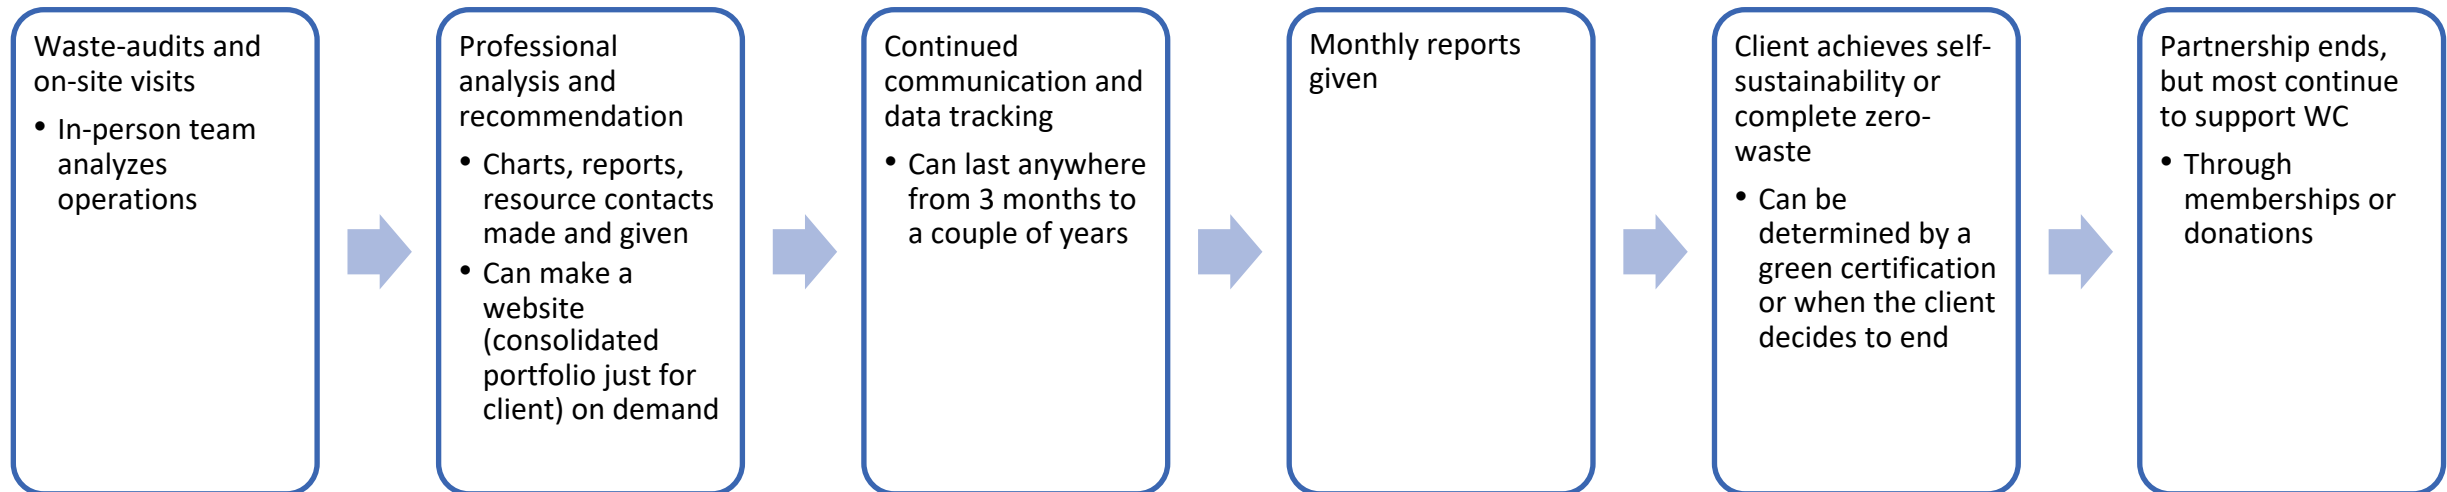 Waste-audits and
on-site visits
• In-person team
analyzes
operations
Professional
analysis and
recommendation
• Charts, reports,
resource contacts
made and given
• Can make a
website
(consolidated
portfolio just for
client) on demand
Continued
communication and
data tracking
• Can last anywhere
from 3 months to
a couple of years
Monthly reports
given
Client achieves self-
sustainability or
complete zero-
waste
• Can be
determined by a
green certification
or when the client
decides to end
Partnership ends,
but most continue
to support WC
• Through
memberships or
donations